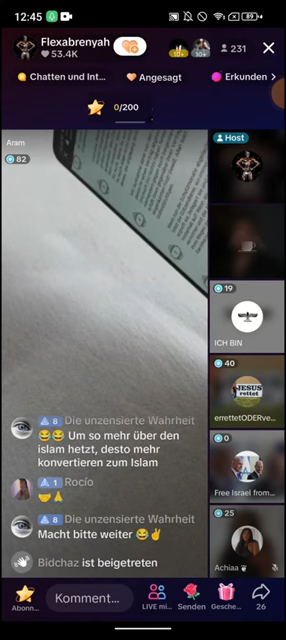 12:45
89
Flexabrenyah
53.4K
10+
10+
231
Chatten und Int...
Angesagt
Erkunden
0/200
Aram
82
Host
19
ICH BIN
40
JESUS
rettet
errettetODERve...
0
Free Israel from...
25
Achiaa
8 Die unzensierte Wahrheit
😂😂 Um so mehr über den
islam hetzt, desto mehr
konvertieren zum Islam
1 Rocío
🤝🙏
8 Die unzensierte Wahrheit
Macht bitte weiter 😂✌️
Bidchaz ist beigetreten
Abonn...
Komment...
LIVE mi...
Senden
Gesche...
26